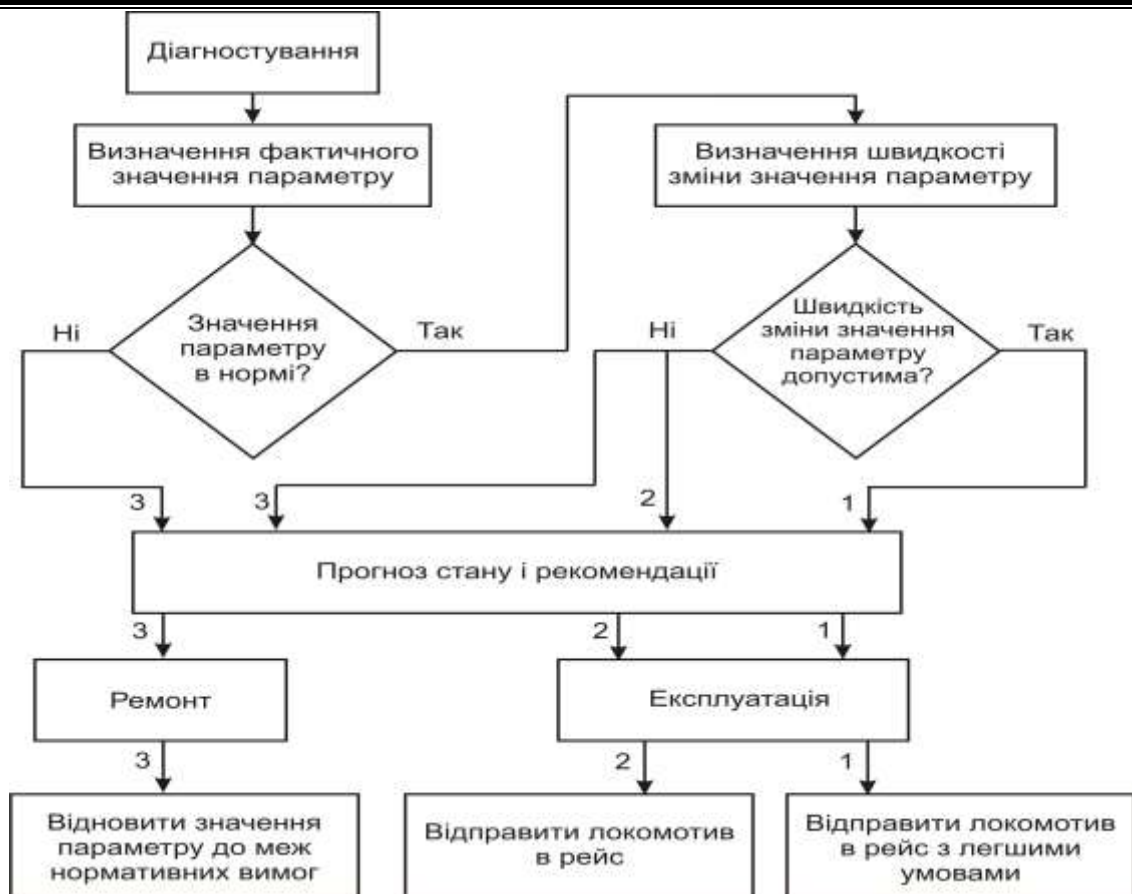 Діагностування
Визначення фактичного
значення параметру
Визначення швидкості
зміни значення параметру
Значення
параметру
в нормі?
Ні
Так
Швидкість
зміни значення
параметру
допустима?
Ні
Так
3
3
2
1
Прогноз стану і рекомендації
3
2
1
Ремонт
Експлуатація
3
2
1
Відновити значення
параметру до меж
нормативних вимог
Відправити локомотив
в рейс
Відправити локомотив
в рейс з легшими
умовами